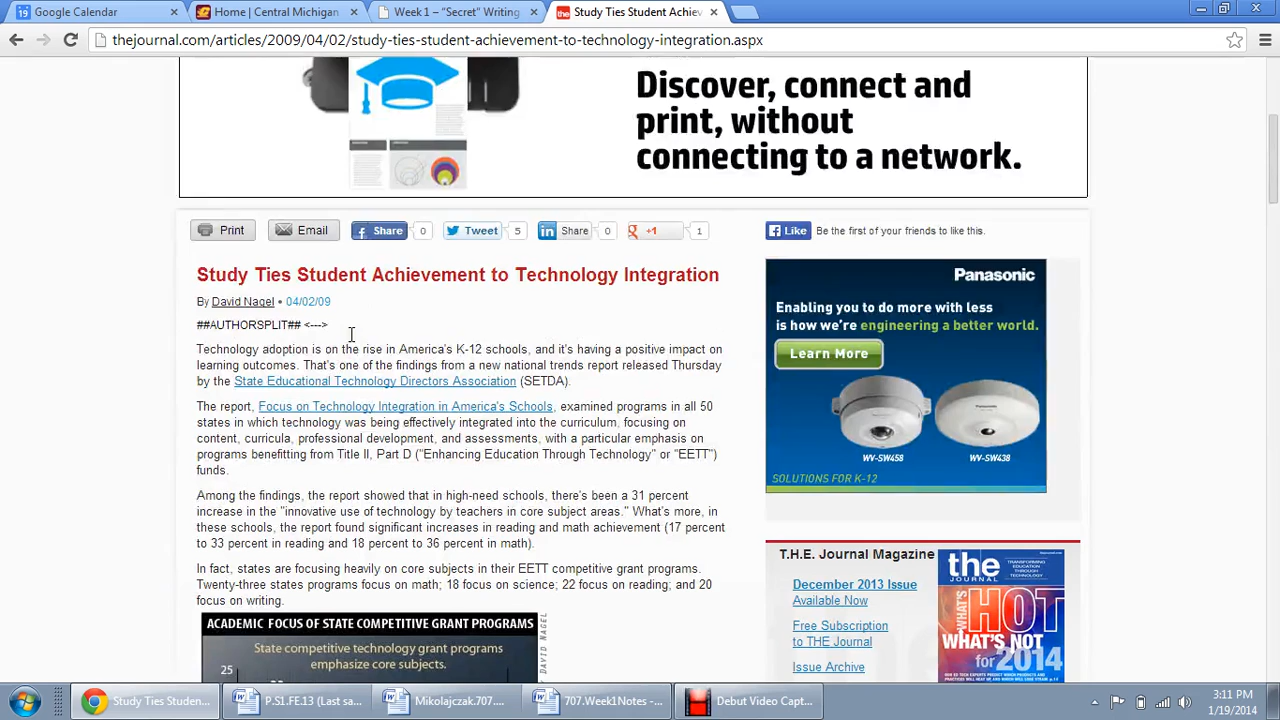 Google Calendar
Home | Central Michigan
Week 1 – “Secret” Writing
Study Ties Student Achiev
thejournal.com/articles/2009/04/02/study-ties-student-achievement-to-technology-integration.aspx
Discover, connect and
print, without
connecting to a network.
Print
Email
Share
0
Tweet
5
Share
0
+1
1
Like
Be the first of your friends to like this.
Study Ties Student Achievement to Technology Integration
By David Nagel • 04/02/09
##AUTHORSPLIT## <--->
Technology adoption is on the rise in America's K-12 schools, and it's having a positive impact on
learning outcomes. That's one of the findings from a new national trends report released Thursday
by the State Educational Technology Directors Association (SETDA).
The report, Focus on Technology Integration in America's Schools, examined programs in all 50
states in which technology was being effectively integrated into the curriculum, focusing on
content, curricula, professional development, and assessments, with a particular emphasis on
programs benefiting from Title II, Part D ("Enhancing Education Through Technology" or "EETT")
funds.
Among the findings, the report showed that in high-need schools, there's been a 31 percent
increase in the "innovative use of technology by teachers in core subject areas." What's more, in
these schools, the report found significant increases in reading and math achievement (17 percent
to 33 percent in reading and 18 percent to 36 percent in math).
In fact, states are focusing heavily on core subjects in their EETT competitive grant programs.
Twenty state programs focus on math; 18 focus on science; 22 focus on reading, and 20
focus on writing.
ACADEMIC FOCUS OF STATE COMPETITIVE GRANT PROGRAMS
technology grant programs
emphasize core subjects.
25
DAVID NAGEL
Panasonic
Enabling you to do more with less
is how we're engineering a better world.
Learn More
WV-SW458
WV-SW438
SOLUTIONS FOR K-12
T.H.E. Journal Magazine
December 2013 Issue
Available Now
Free Subscription
to THE Journal
Issue Archive
the
JOURNAL
TRANSFORMING
EDUCATION
THROUGH
TECHNOLOGY
WHAT'S
HOT
WHAT'S NOT
for 2014
Study Ties Studen...
P.S1 FE13 (Last sa...
Mikolajczak.707....
707.Week1Notes -...
Debut Video Capt...
3:11 PM
1/19/2014